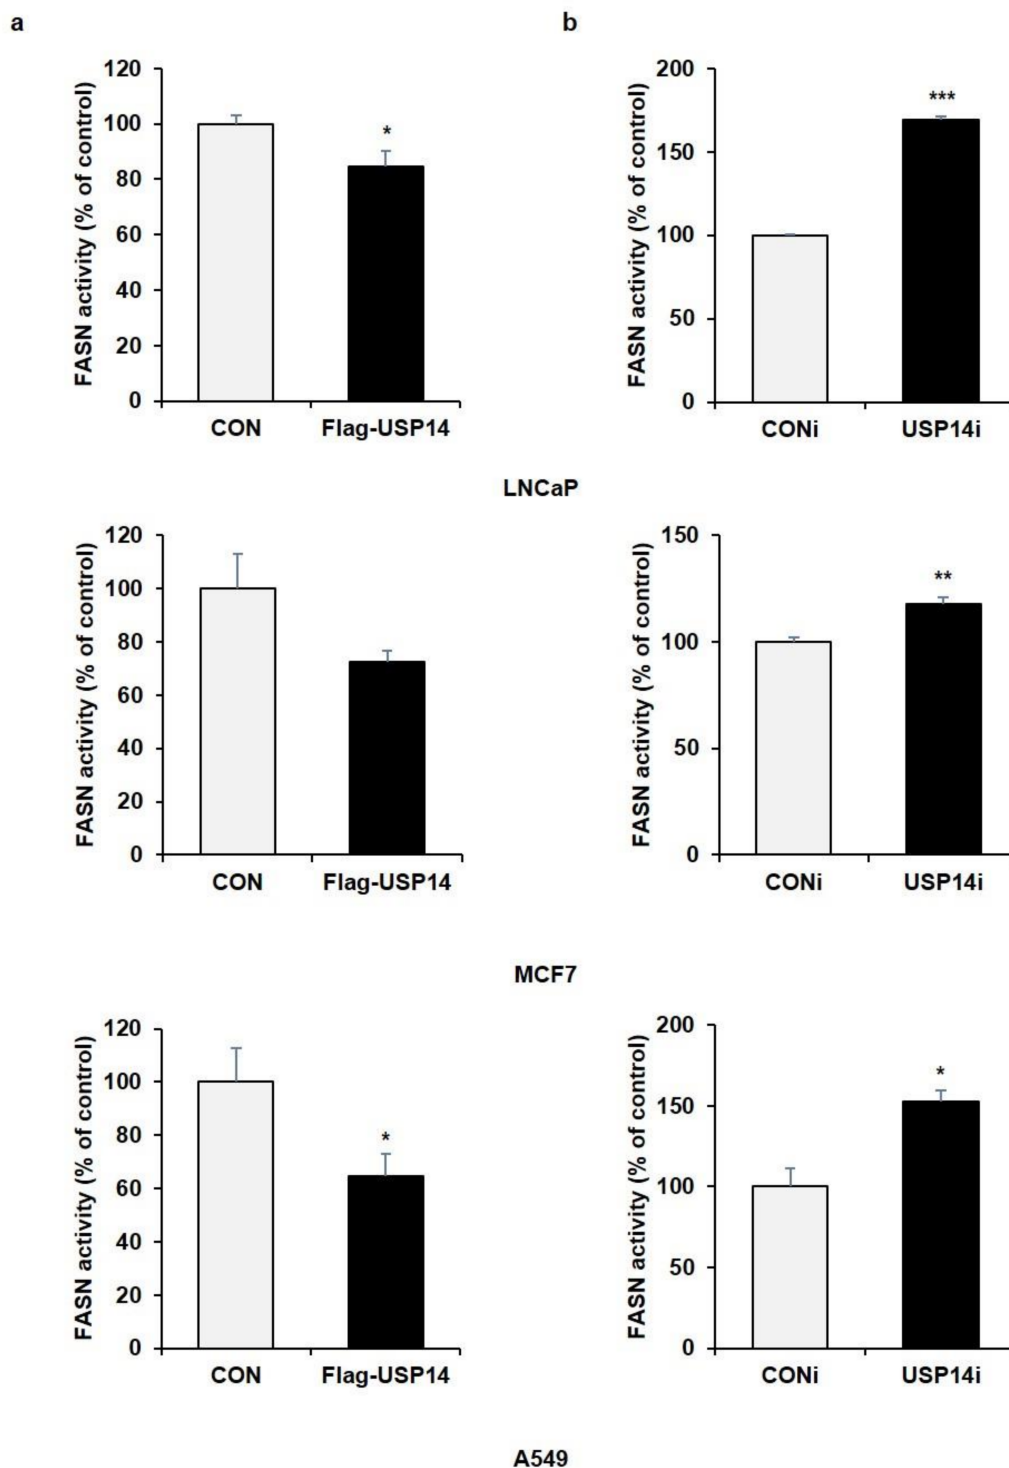 a
b
FASN activity (% of control)
120
100
80
60
40
20
0
*
CON
Flag-USP14
FASN activity (% of control)
200
150
100
50
0
***
CONi
USP14i
LNCaP
FASN activity (% of control)
120
100
80
60
40
20
0
CON
Flag-USP14
FASN activity (% of control)
150
100
50
0
**
CONi
USP14i
MCF7
FASN activity (% of control)
120
100
80
60
40
20
0
*
CON
Flag-USP14
FASN activity (% of control)
200
150
100
50
0
*
CONi
USP14i
A549